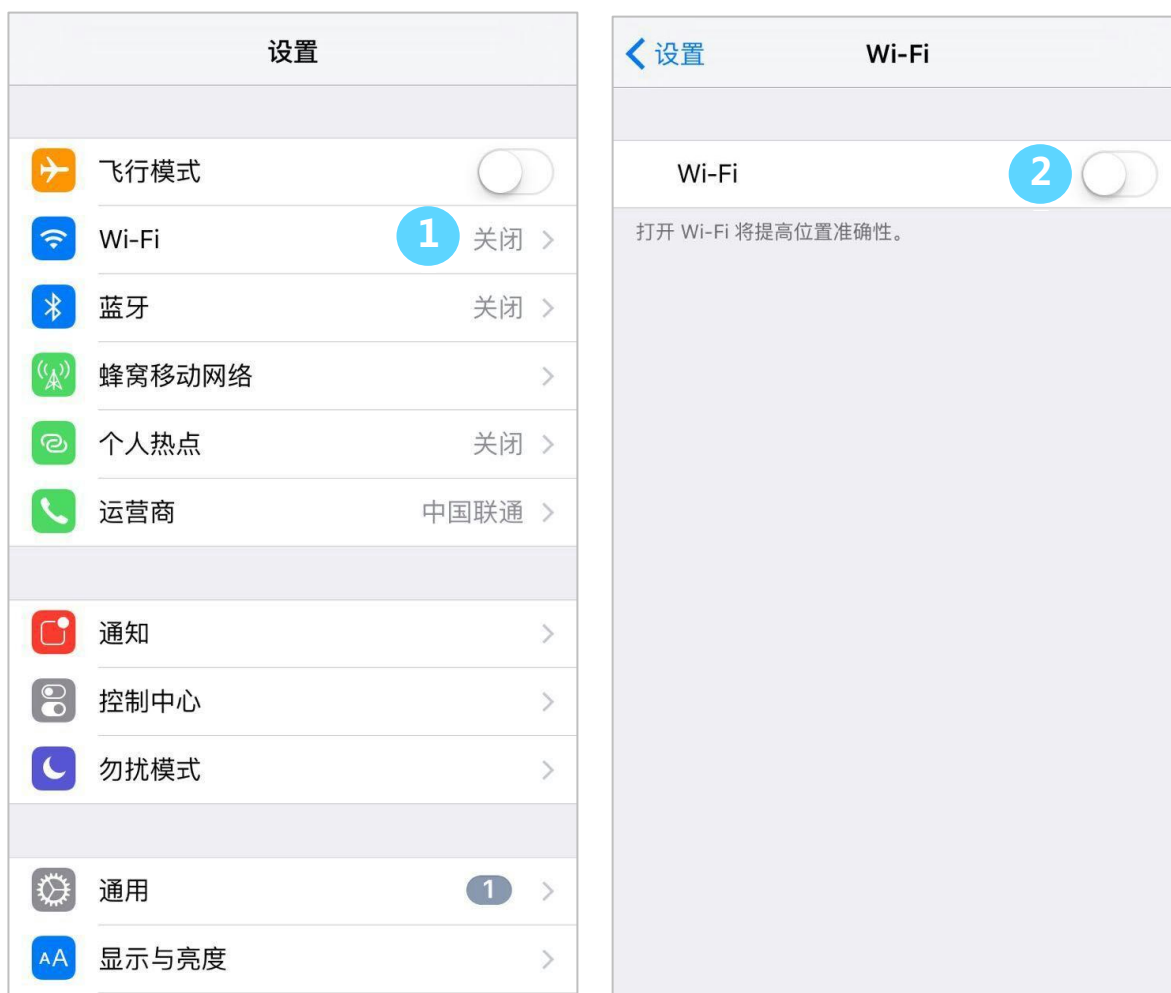 设置
飞行模式
Wi-Fi 1 关闭
蓝牙 关闭
蜂窝移动网络
个人热点 关闭
运营商 中国联通
通知
控制中心
勿扰模式
通用 1
AA 显示与亮度
设置 Wi-Fi
Wi-Fi 2
打开 Wi-Fi 将提高位置准确性。